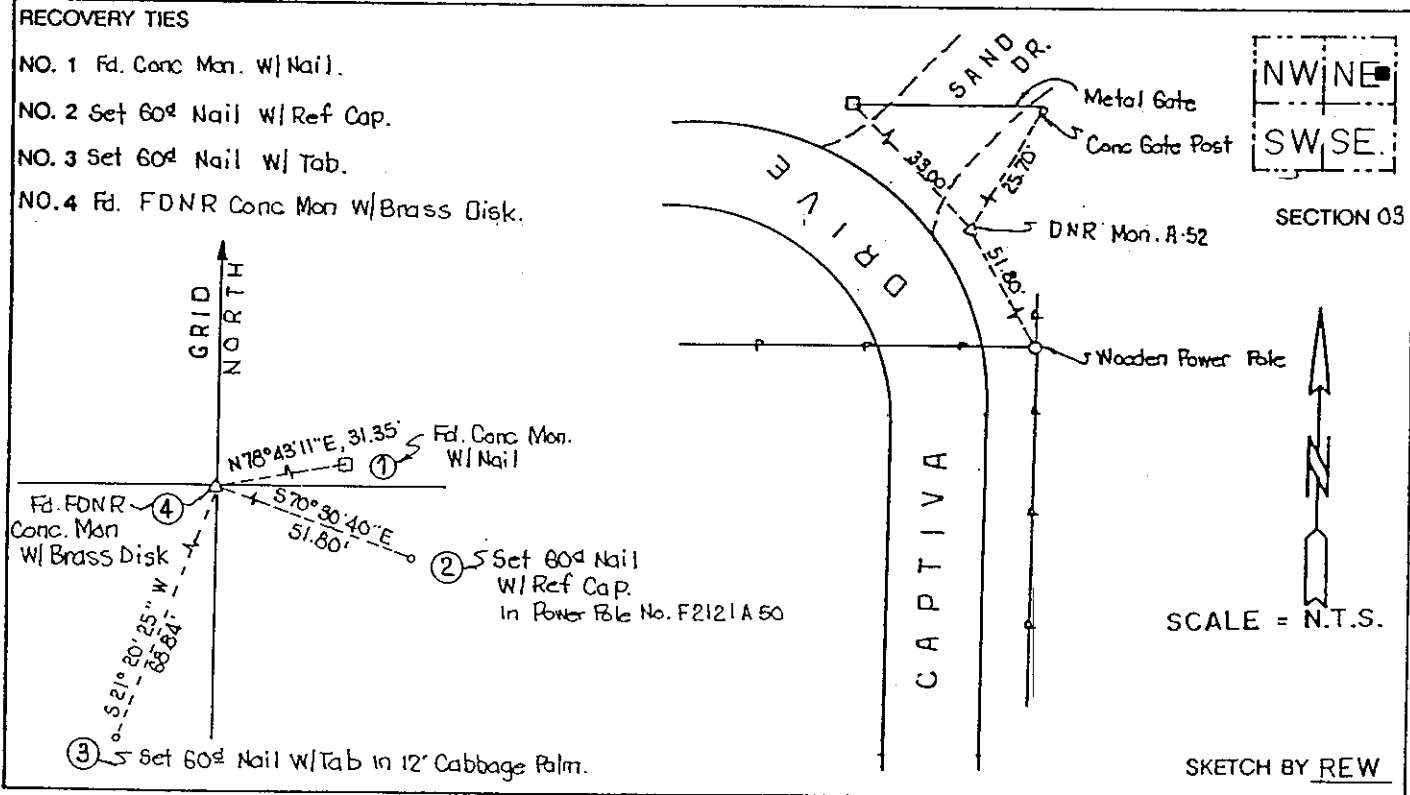 RECOVERY TIES
NO. 1 Fd. Conc Mon. W/Nail.
NO. 2 Set 60d Nail W/Ref Cap.
NO. 3 Set 60d Nail W/ Tab.
NO. 4 Fd. FDNR Conc Mon W/Brass Disk.
GRID
NORTH
N78°43'11"E, 31.35'
1
Fd. Conc Mon.
W/Nail
Fd. FDNR
Conc. Mon
W/Brass Disk
4
S70°30'40"E
51.80'
2
Set 60d Nail
W/Ref Cap.
In Power Pole No. F2121A50
S21°20'25" W
68.84'
3
Set 60d Nail W/Tab in 12' Cabbage Palm.
SAND
DR.
Metal Gate
Conc Gate Post
33.00
25.70'
DNR Mon. A-52
51.80'
DRIVE
Wooden Power Pole
CAPTIVA
NW NE
SW SE.
SECTION 03
N
SCALE = N.T.S.
SKETCH BY REW